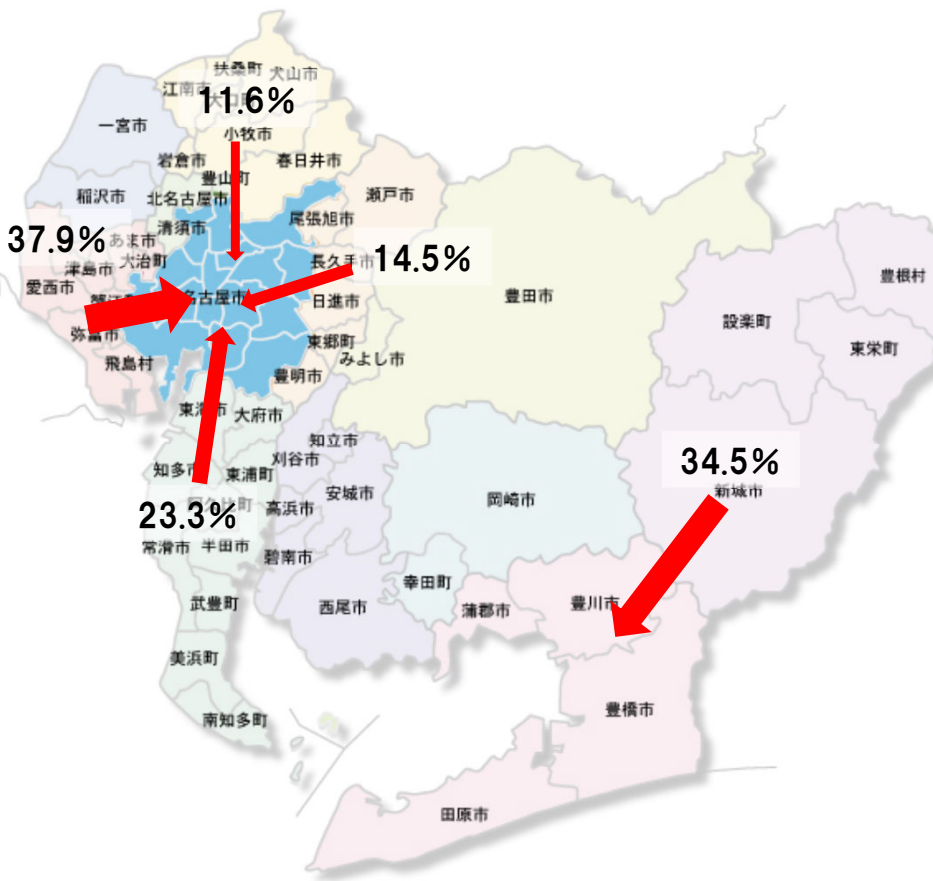 扶桑町
犬山市
江南市
11.6%
一宮市
小牧市
岩倉市
春日井市
豊山町
瀬戸市
稲沢市
北名古屋市
尾張旭市
清須市
37.9%
あま市
長久手市
14.5%
津島市
大治町
豊根村
愛西市
名古屋市
日進市
豊田市
設楽町
弥富市
東郷町
東栄町
飛島村
みよし市
豊明市
大府市
知立市
34.5%
刈谷市
知多市
東浦町
新城市
安城市
岡崎市
高浜市
23.3%
常滑市
半田市
碧南市
幸田町
武豊町
西尾市
蒲郡市
豊川市
美浜町
南知多町
豊橋市
田原市